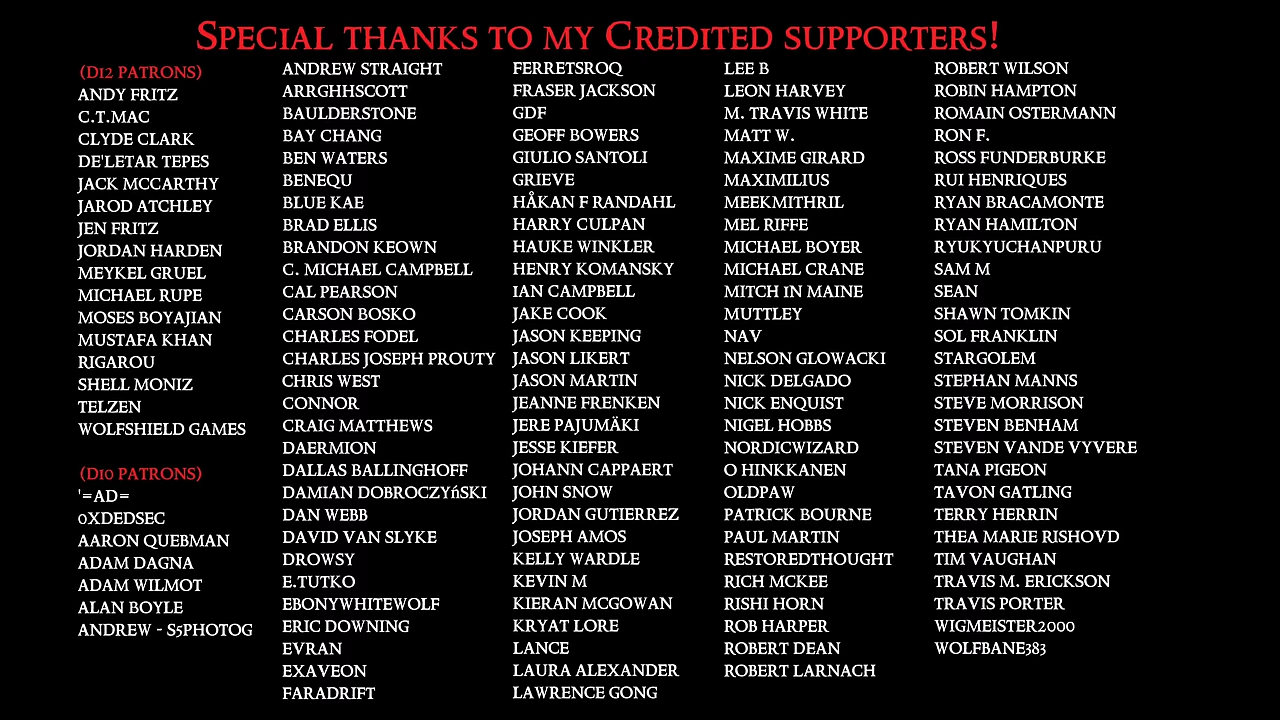 Special thanks to my Credited supporters!
(D12 PATRONS)
ANDY FRITZ
C.T.MAC
CLYDE CLARK
DE'LETAR TEPES
JACK MCCARTHY
JAROD ATCHLEY
JEN FRITZ
JORDAN HARDEN
MEYKEL GRUEL
MICHAEL RUPE
MOSES BOYAJIAN
MUSTAFA KHAN
RIGAROU
SHELL MONIZ
TELZEN
WOLFSHIELD GAMES
(D10 PATRONS)
'=AD=
0XDEDSEC
AARON QUEBMAN
ADAM DAGNA
ADAM WILMOT
ALAN BOYLE
ANDREW - S5PHOTOG
ANDREW STRAIGHT
ARRGHHSCOTT
BAULDERSTONE
BAY CHANG
BEN WATERS
BENEQU
BLUE KAE
BRAD ELLIS
BRANDON KEOWN
C. MICHAEL CAMPBELL
CAL PEARSON
CARSON BOSKO
CHARLES FODEL
CHARLES JOSEPH PROUTY
CHRIS WEST
CONNOR
CRAIG MATTHEWS
DAERMION
DALLAS BALLINGHOFF
DAMIAN DOBROCZYńSKI
DAN WEBB
DAVID VAN SLYKE
DROWSY
E.TUTKO
EBONYWHITEWOLF
ERIC DOWNING
EVRAN
EXAVEON
FARADRIFT
FERRETSROQ
FRASER JACKSON
GDF
GEOFF BOWERS
GIULIO SANTOLI
GRIEVE
HÅKAN F RANDAHL
HARRY CULPAN
HAUKE WINKLER
HENRY KOMANSKY
IAN CAMPBELL
JAKE COOK
JASON KEEPING
JASON LIKERT
JASON MARTIN
JEANNE FRENKEN
JERE PAJUMÄKI
JESSE KIEFER
JOHANN CAPPAERT
JOHN SNOW
JORDAN GUTIERREZ
JOSEPH AMOS
KELLY WARDLE
KEVIN M
KIERAN MCGOWAN
KRYAT LORE
LANCE
LAURA ALEXANDER
LAWRENCE GONG
LEE B
LEON HARVEY
M. TRAVIS WHITE
MATT W.
MAXIME GIRARD
MAXIMILIUS
MEEKMITHRIL
MEL RIFFE
MICHAEL BOYER
MICHAEL CRANE
MITCH IN MAINE
MUTTLEY
NAV
NELSON GLOWACKI
NICK DELGADO
NICK ENQUIST
NIGEL HOBBS
NORDICWIZARD
O HINKKANEN
OLDPAW
PATRICK BOURNE
PAUL MARTIN
RESTOREDTHOUGHT
RICH MCKEE
RISHI HORN
ROB HARPER
ROBERT DEAN
ROBERT LARNACH
ROBERT WILSON
ROBIN HAMPTON
ROMAIN OSTERMANN
RON F.
ROSS FUNDERBURKE
RUI HENRIQUES
RYAN BRACAMONTE
RYAN HAMILTON
RYUKYUCHANPURU
SAM M
SEAN
SHAWN TOMKIN
SOL FRANKLIN
STARGOLEM
STEPHAN MANNS
STEVE MORRISON
STEVEN BENHAM
STEVEN VANDE VYVERE
TANA PIGEON
TAVON GATLING
TERRY HERRIN
THEA MARIE RISHOVD
TIM VAUGHAN
TRAVIS M. ERICKSON
TRAVIS PORTER
WIGMEISTER2000
WOLFBANE383